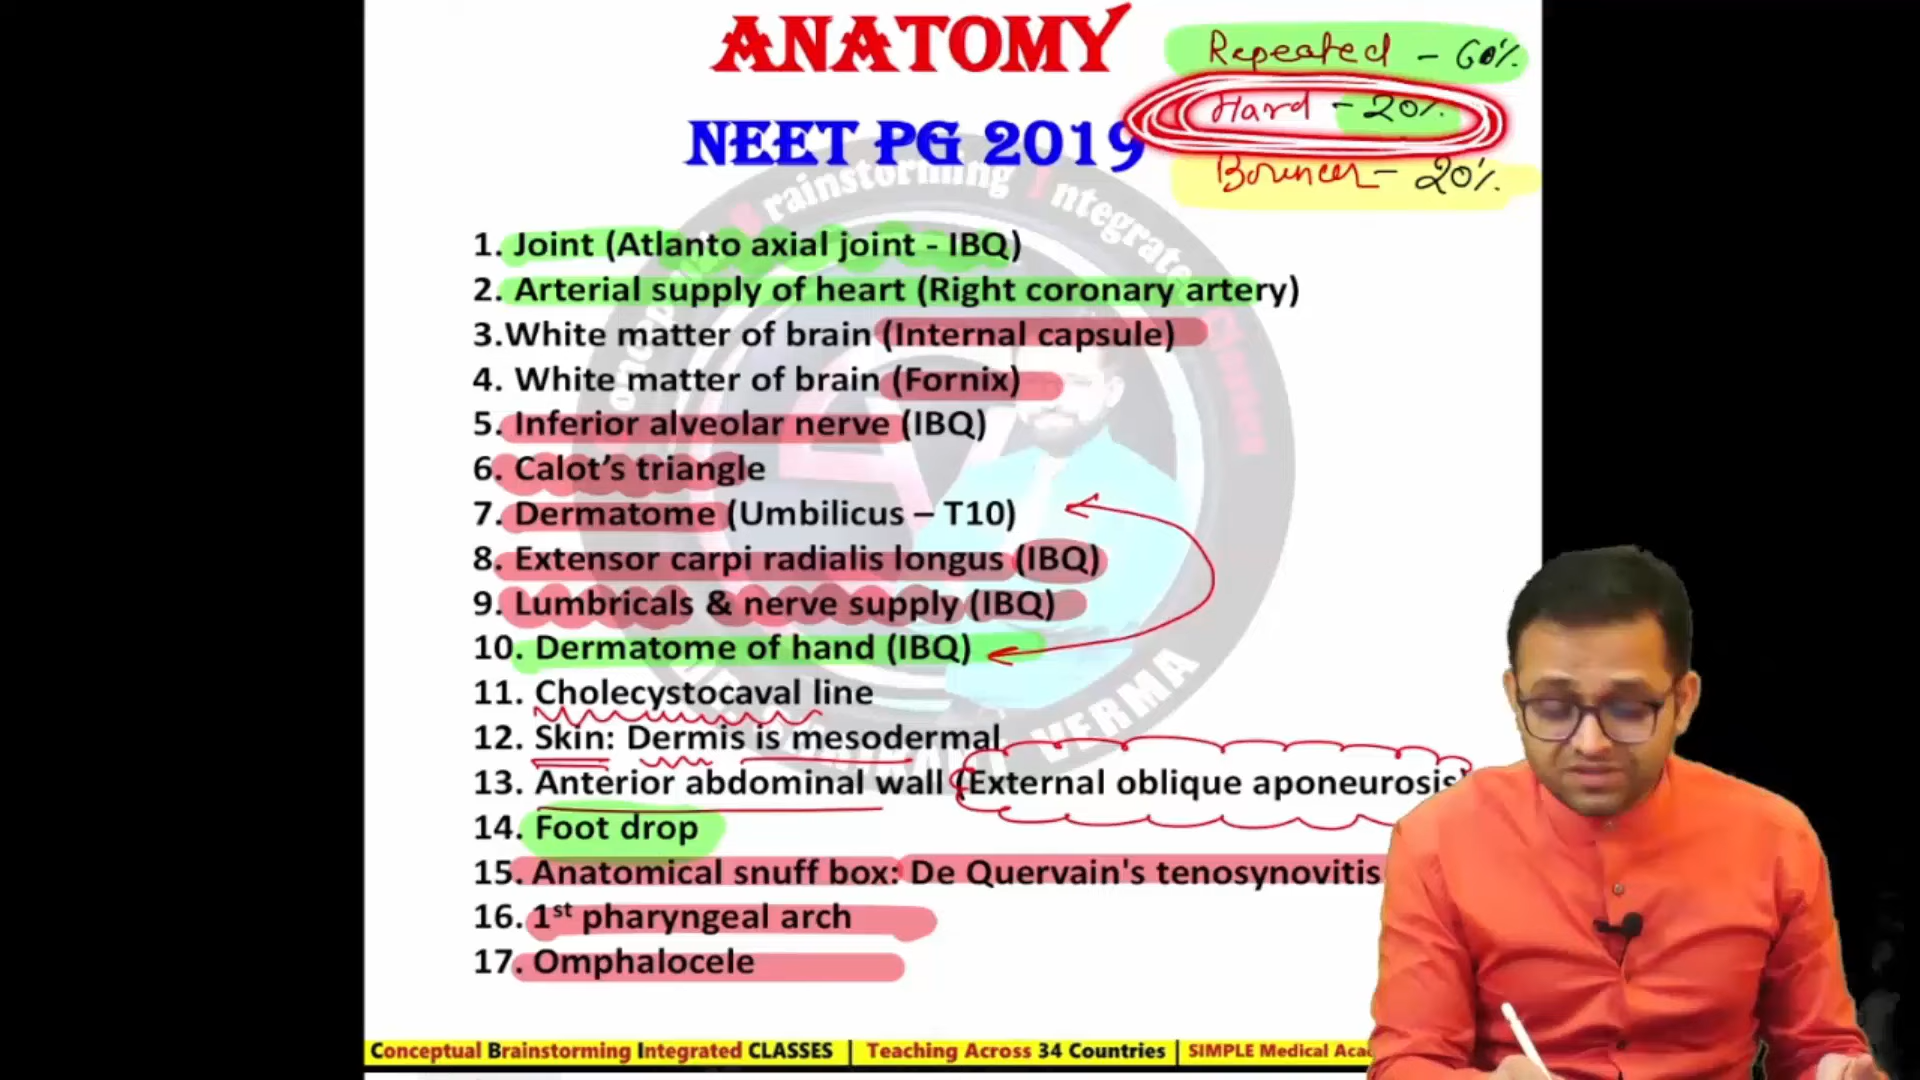 ANATOMY
NEET PG 2019
Repeated - 60%
Hard - 20%
Bouncer - 20%
1. Joint (Atlanto axial joint - IBQ)
2. Arterial supply of heart (Right coronary artery)
3.White matter of brain (Internal capsule)
4. White matter of brain (Fornix)
5. Inferior alveolar nerve (IBQ)
6. Calot’s triangle
7. Dermatome (Umbilicus – T10)
8. Extensor carpi radialis longus (IBQ)
9. Lumbricals & nerve supply (IBQ)
10. Dermatome of hand (IBQ)
11. Cholecystocaval line
12. Skin: Dermis is mesodermal
13. Anterior abdominal wall (External oblique aponeurosis)
14. Foot drop
15. Anatomical snuff box: De Quervain's tenosynovitis
16. 1st pharyngeal arch
17. Omphalocele
Conceptual Brainstorming Integrated CLASSES | Teaching Across 34 Countries | SIMPLE Medical
VERMA